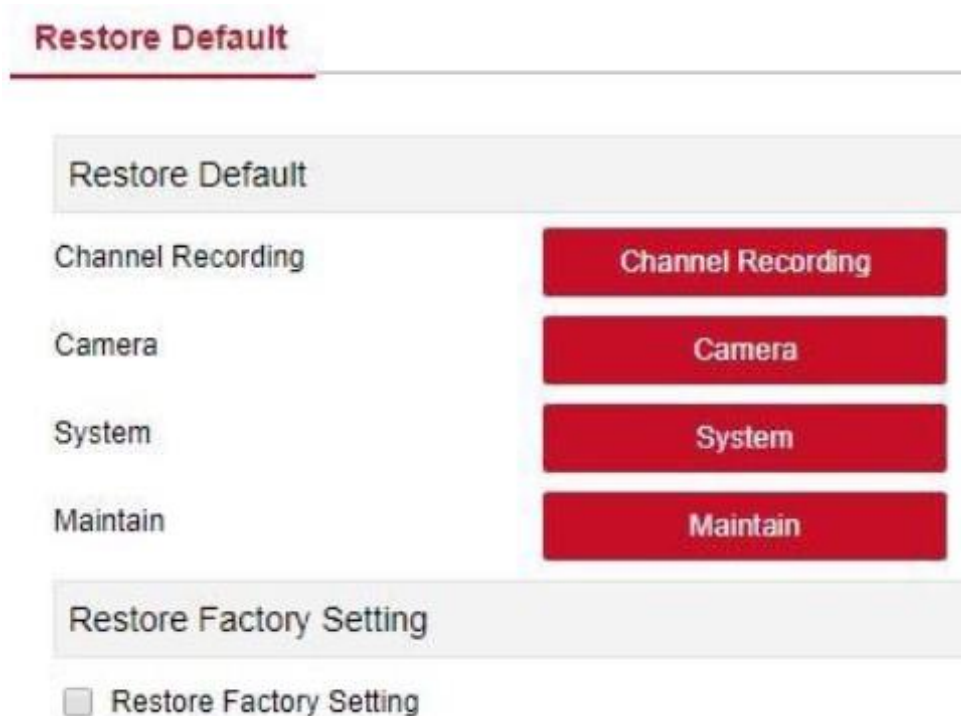 Restore Default
Restore Default
Channel Recording Channel Recording
Camera Camera
System System
Maintain Maintain
Restore Factory Setting
Restore Factory Setting